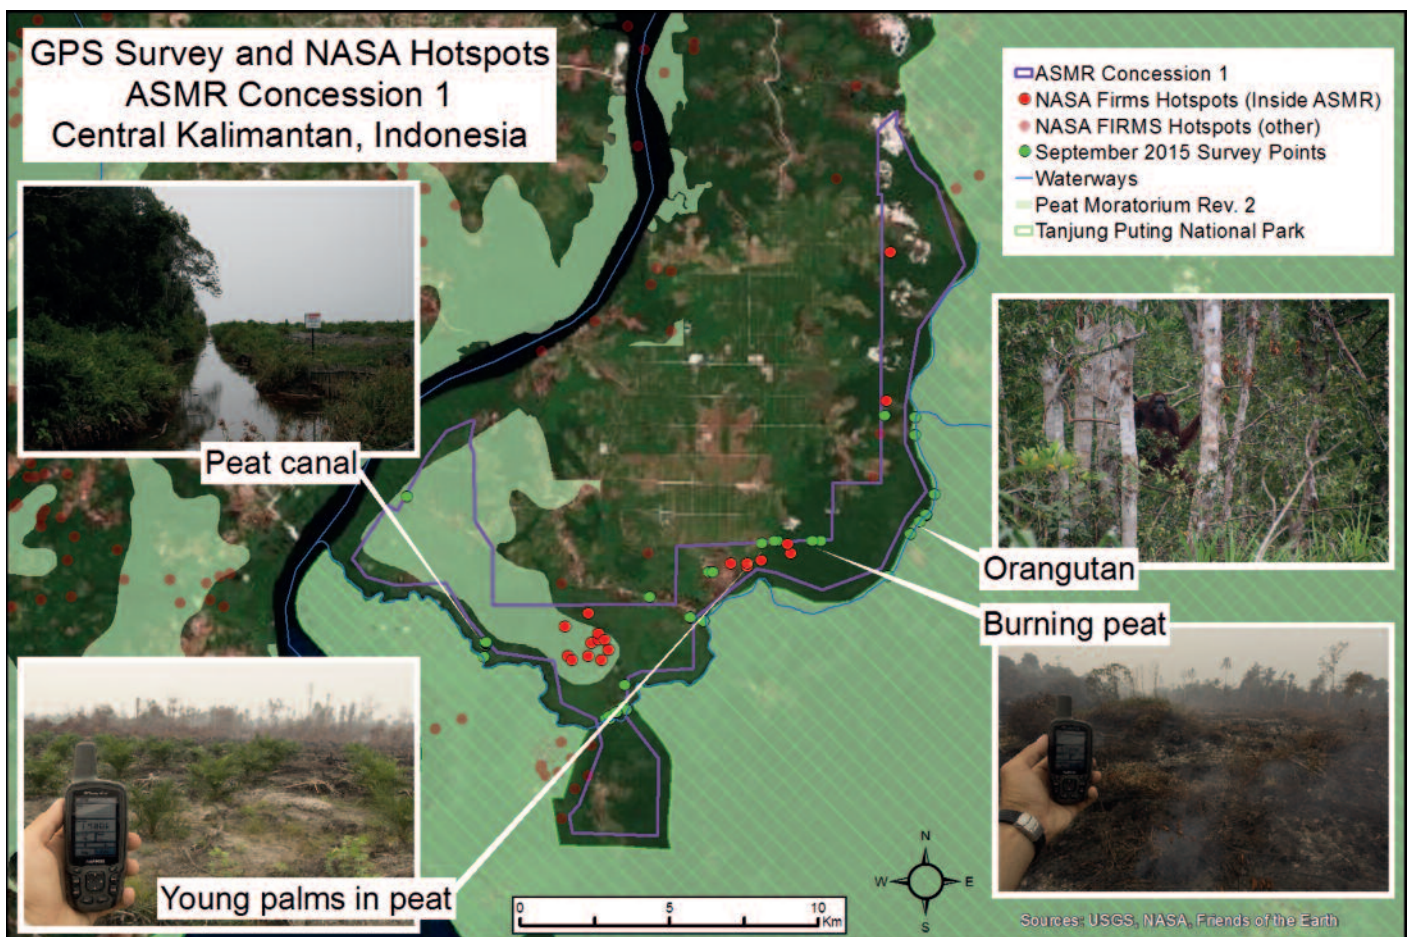 GPS Survey and NASA Hotspots
ASMR Concession 1
Central Kalimantan, Indonesia
ASMR Concession 1
NASA Firms Hotspots (Inside ASMR)
NASA FIRMS Hotspots (other)
September 2015 Survey Points
Waterways
Peat Moratorium Rev. 2
Tanjung Puting National Park
Peat canal
Orangutan
Burning peat
Young palms in peat
N
W
E
S
0
5
10
Km
Sources: USGS, NASA, Friends of the Earth